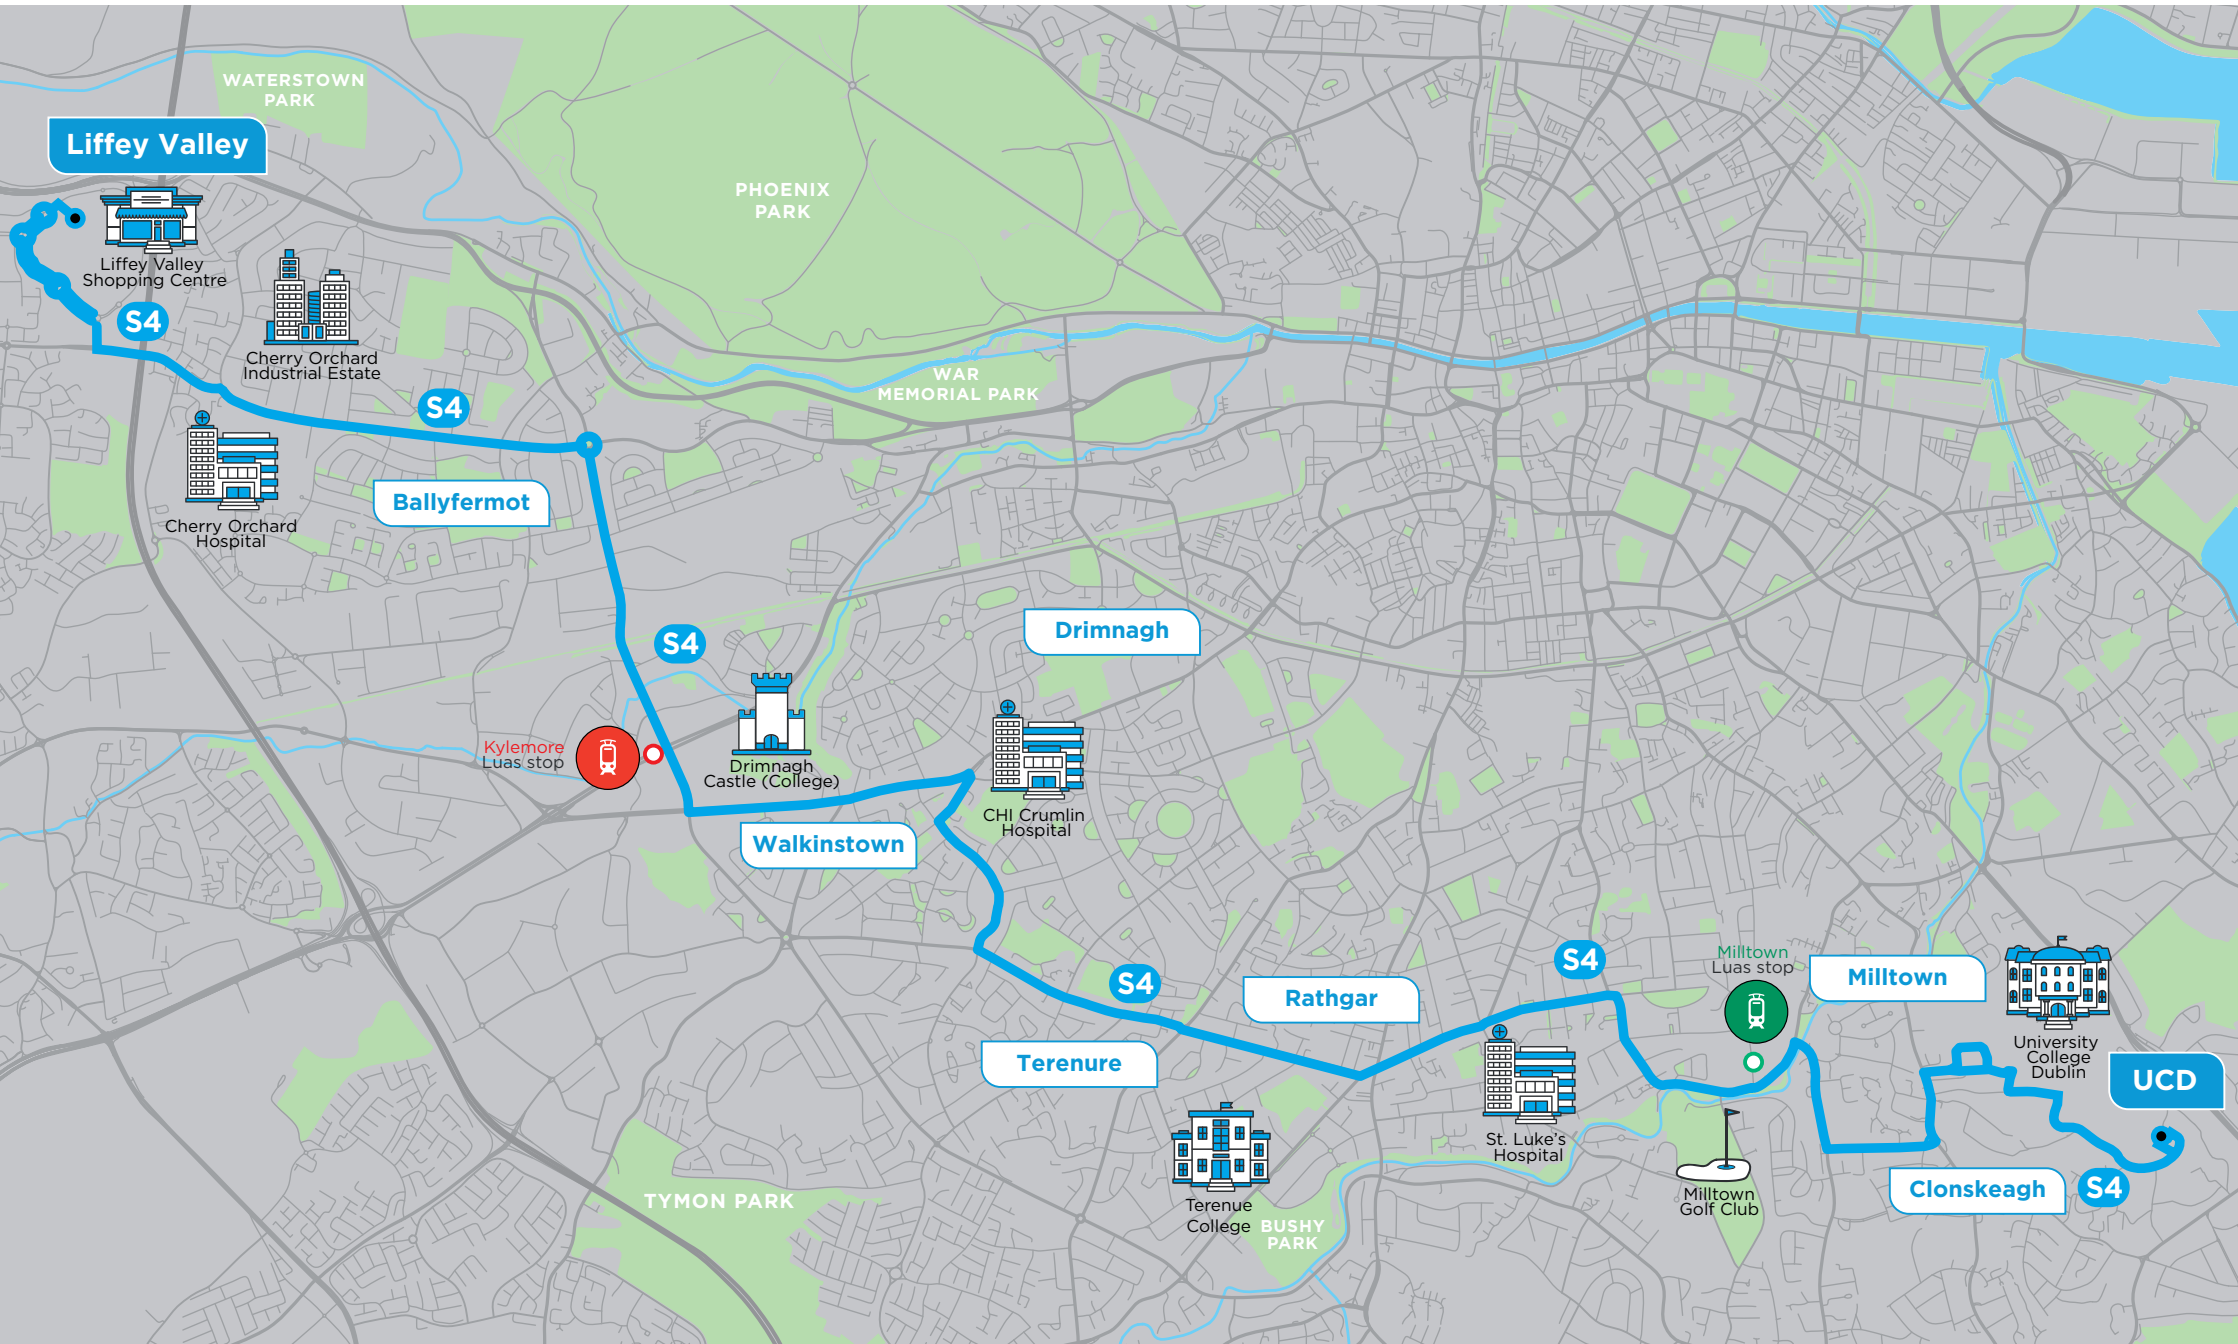 WATERSTOWN
PARK
Liffey Valley
PHOENIX
PARK
Liffey Valley
Shopping Centre
S4
Cherry Orchard
Industrial Estate
S4
WAR
MEMORIAL PARK
Cherry Orchard
Hospital
Ballyfermot
Drimnagh
S4
Kylemore
Luas stop
Drimnagh
Castle (College)
CHI Crumlin
Hospital
Walkinstown
S4
Rathgar
S4
Milltown
Luas stop
Milltown
Terenure
University
College
Dublin
UCD
St. Luke's
Hospital
Terenue
College
BUSHY
PARK
TYMON PARK
Milltown
Golf Club
Clonskeagh
S4